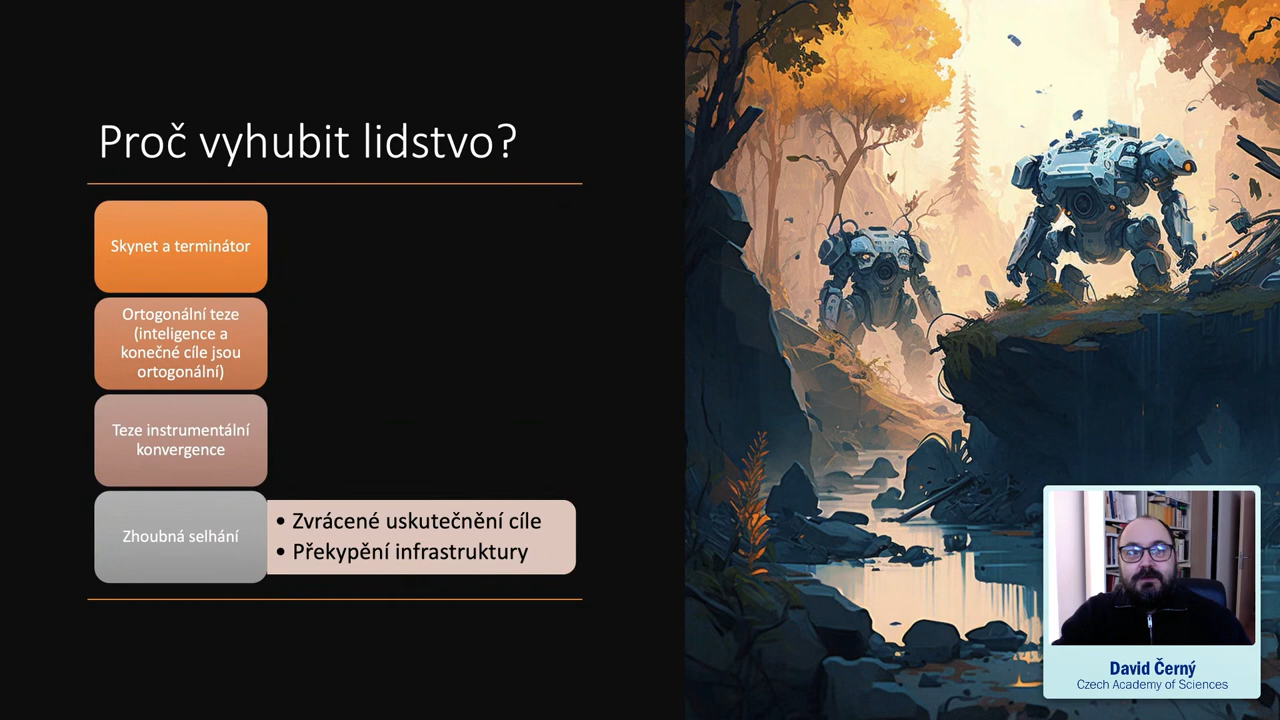 Proč vyhubit lidstvo?
Skynet a terminátor
Ortogonální teze
(inteligence a
konečné cíle jsou
ortogonální)
Teze instrumentální
konvergence
Zhoubná selhání
• Zvrácené uskutečnění cíle
• Překypění infrastruktury
David Černý
Czech Academy of Sciences